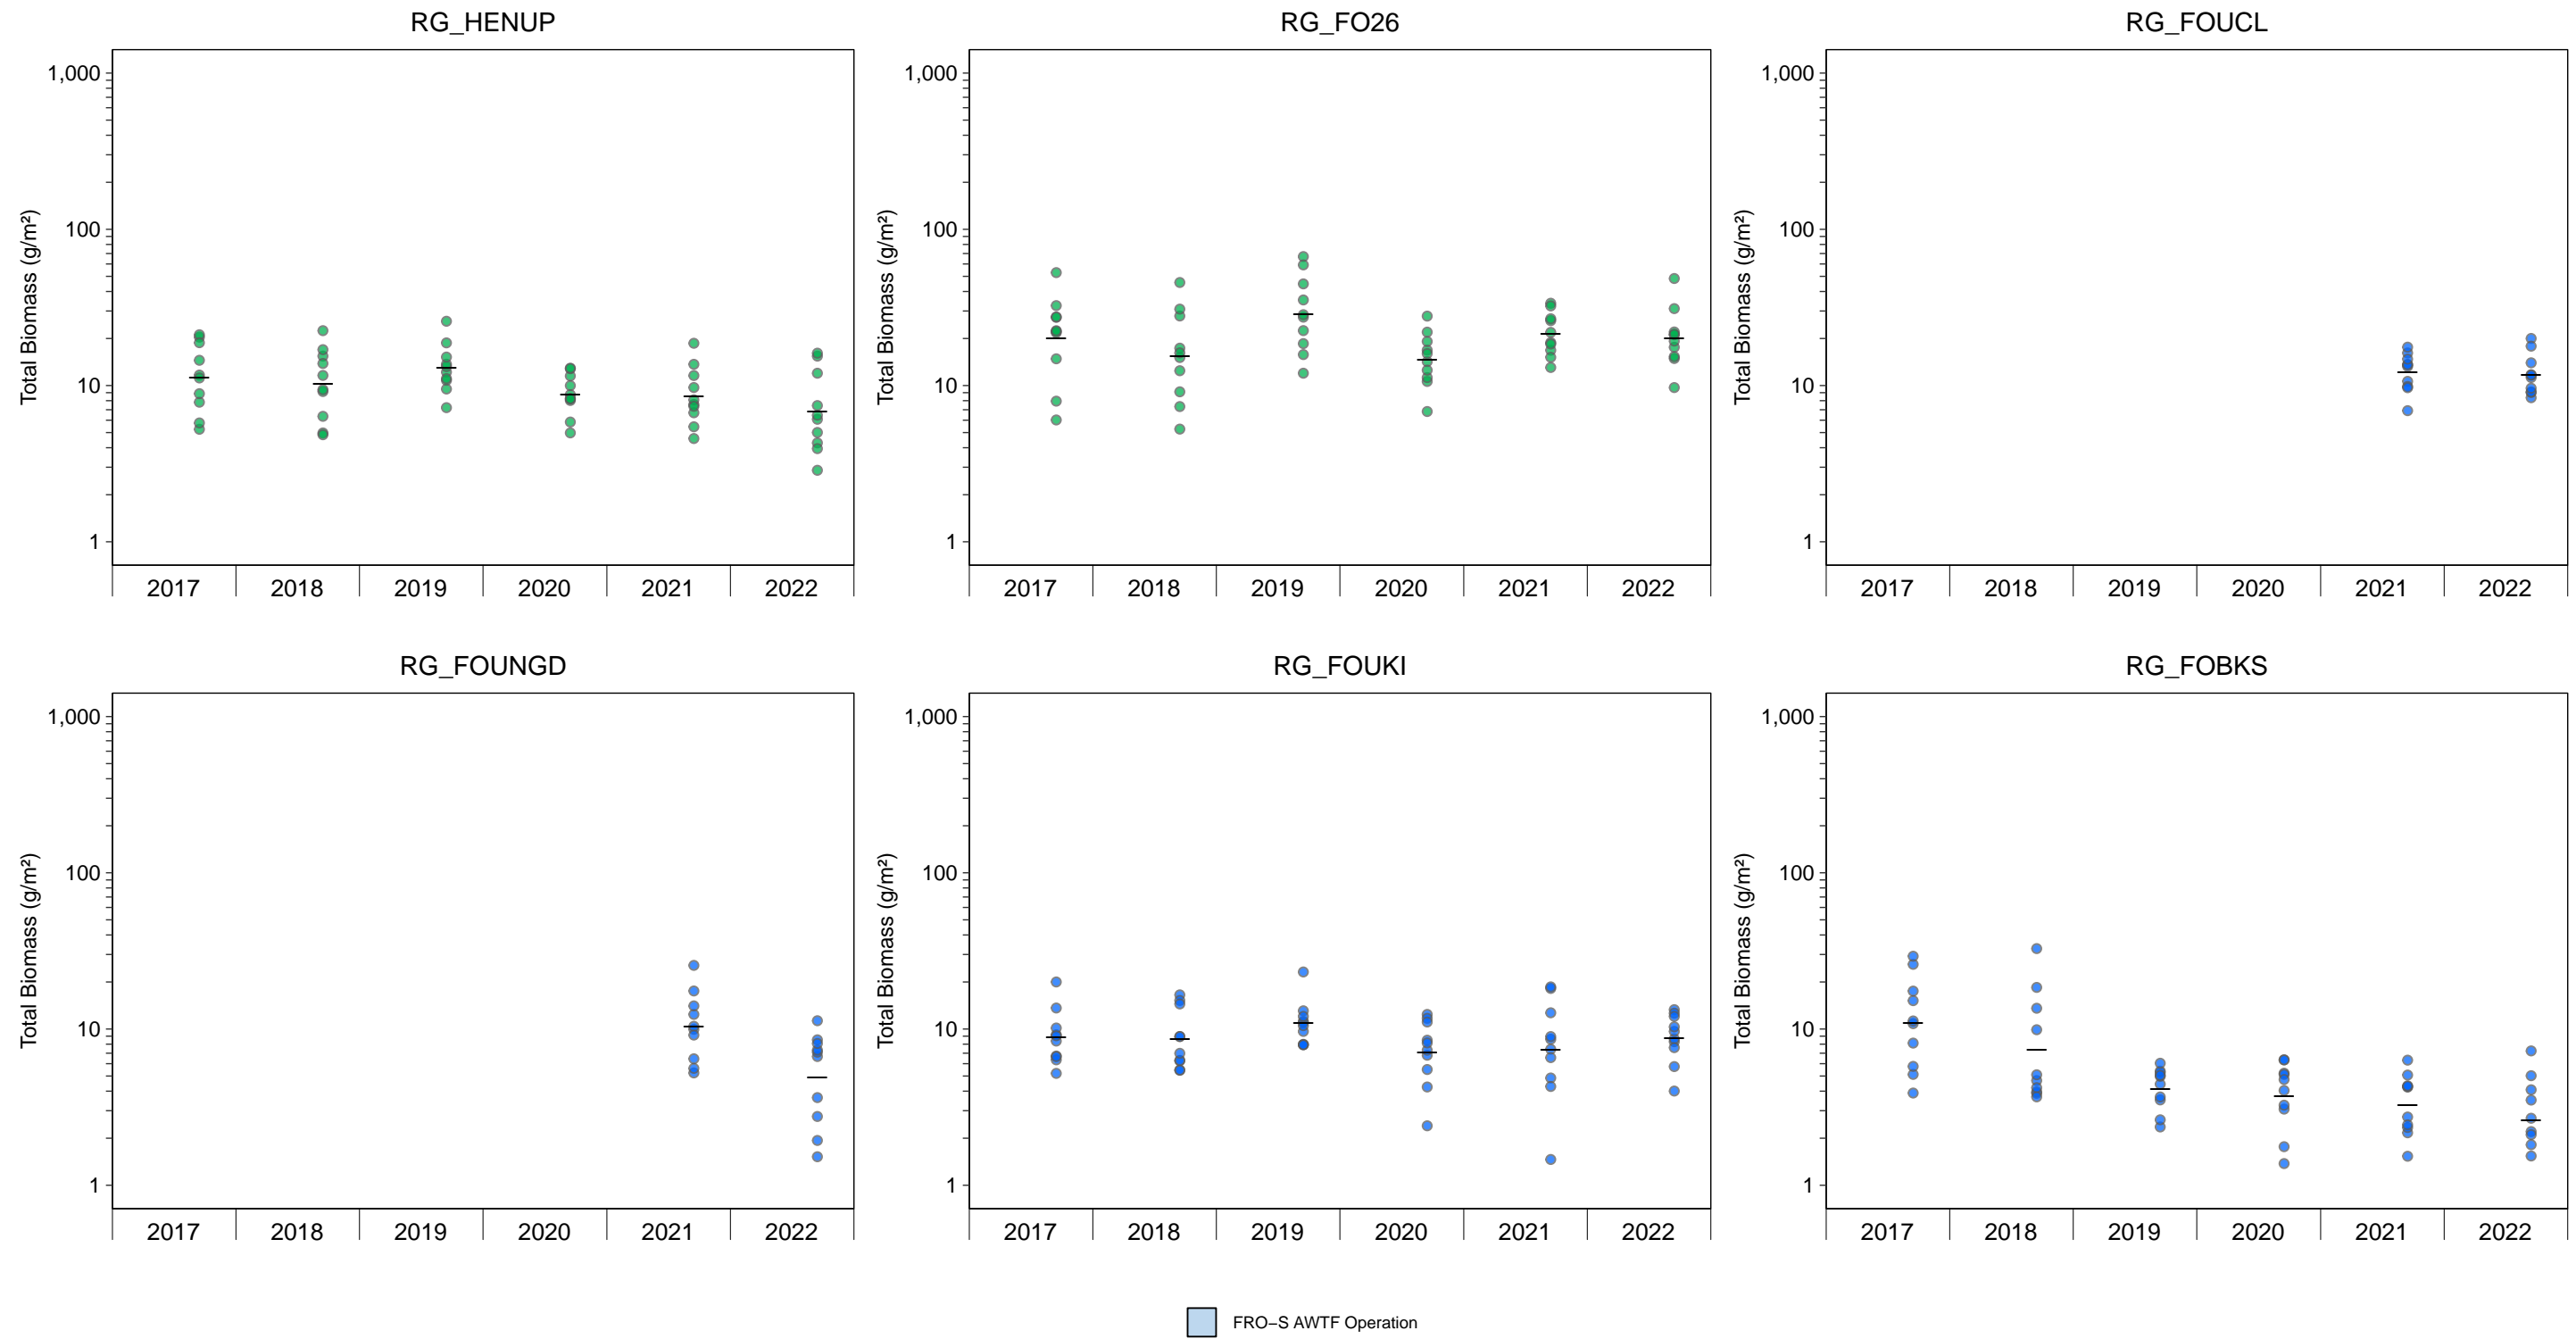 RG_HENUP
Total Biomass (g/m²)
1,000
100
10
1
2017 2018 2019 2020 2021 2022
RG_FO26
Total Biomass (g/m²)
1,000
100
10
1
2017 2018 2019 2020 2021 2022
RG_FOUCL
Total Biomass (g/m²)
1,000
100
10
1
2017 2018 2019 2020 2021 2022
RG_FOUNGD
Total Biomass (g/m²)
1,000
100
10
1
2017 2018 2019 2020 2021 2022
RG_FOUKI
Total Biomass (g/m²)
1,000
100
10
1
2017 2018 2019 2020 2021 2022
RG_FOBKS
Total Biomass (g/m²)
1,000
100
10
1
2017 2018 2019 2020 2021 2022
FRO−S AWTF Operation